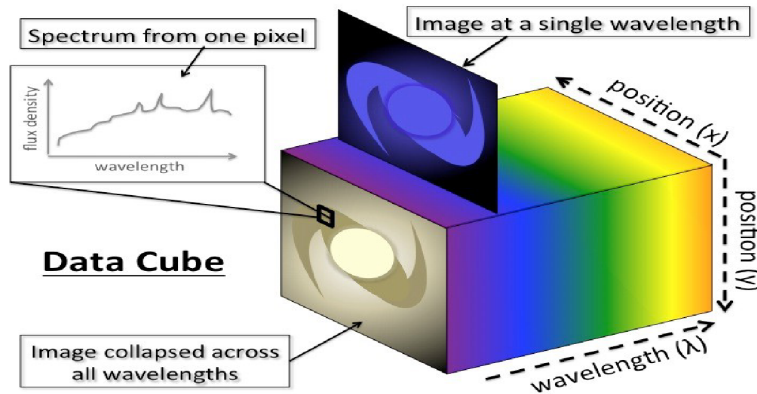 Spectrum from one pixel
Image at a single wavelength
flux density
wavelength
position (x)
position (y)
Data Cube
Image collapsed across
all wavelengths
wavelength (λ)